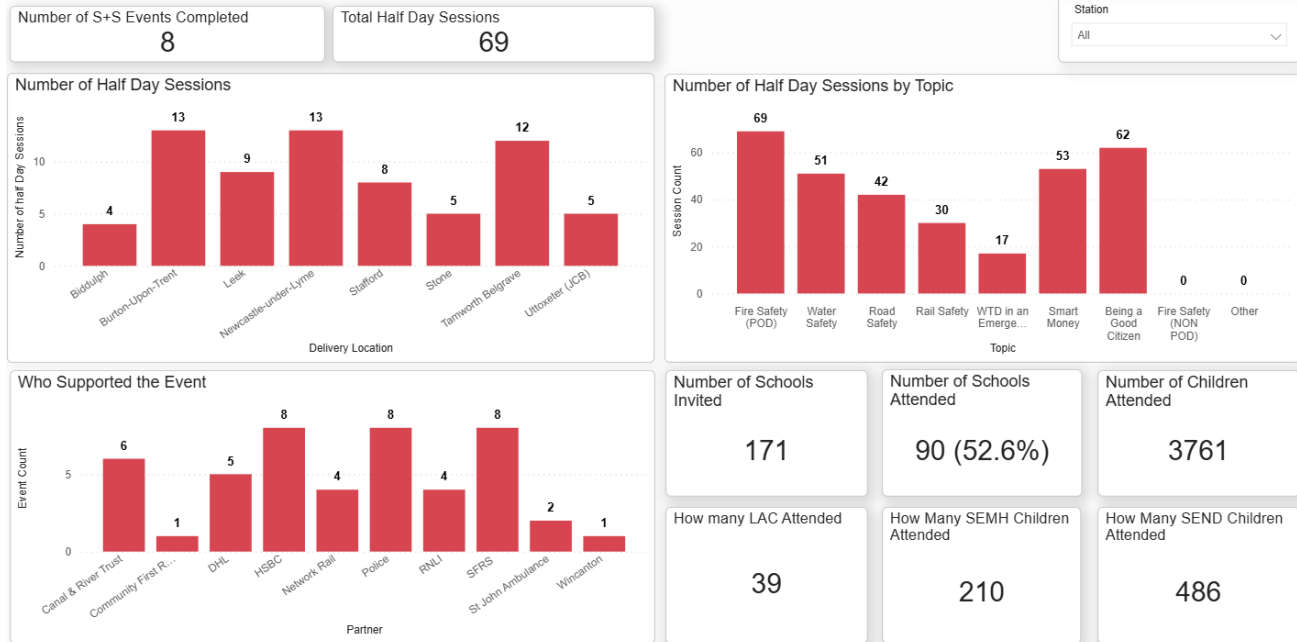 Number of S+S Events Completed
8
Total Half Day Sessions
69
Station
All
Number of Half Day Sessions
Number of half Day Sessions
10
5
0
4
13
9
13
8
5
12
5
Biddulph
Burton-Upon-Trent
Leek
Newcastle-under-Lyme
Stafford
Stone
Tamworth Belgrave
Uttoxeter (JCB)
Delivery Location
Number of Half Day Sessions by Topic
Session Count
60
40
20
0
69
51
42
30
17
53
62
0
0
Fire Safety
(POD)
Water
Safety
Road
Safety
Rail Safety
WTD in an
Emerge...
Smart
Money
Being a
Good
Citizen
Fire Safety
(NON
POD)
Other
Topic
Who Supported the Event
Event Count
5
0
6
1
5
8
4
8
4
8
2
1
Canal & River Trust
Community First R...
DHL
HSBC
Network Rail
Police
RNLI
SFRS
St John Ambulance
Wincanton
Partner
Number of Schools
Invited
171
Number of Schools
Attended
90 (52.6%)
Number of Children
Attended
3761
How many LAC Attended
39
How Many SEMH Children
Attended
210
How Many SEND Children
Attended
486